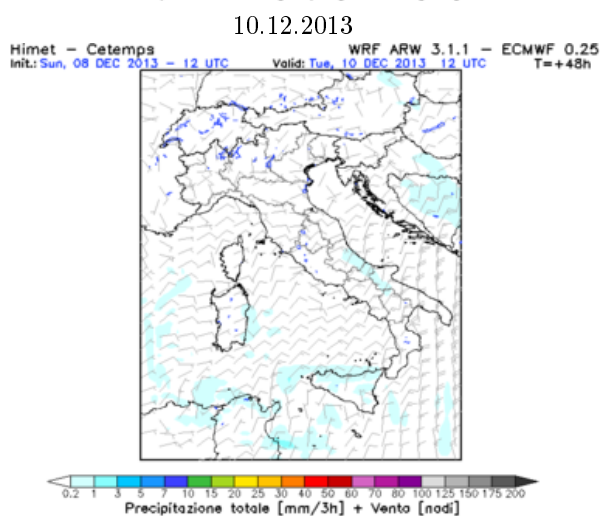 10.12.2013
Himet - Cetemps WRF ARW 3.1.1 - ECMWF 0.25
Init.: Sun, 08 DEC 2013 - 12 UTC Valid: Tue, 10 DEC 2013 12 UTC T=+48h
0.2 1 3 5 7 10 15 20 25 30 40 50 60 70 80 100 125 150 175 200
Precipitazione totale [mm/3h] + Vento [nodi]